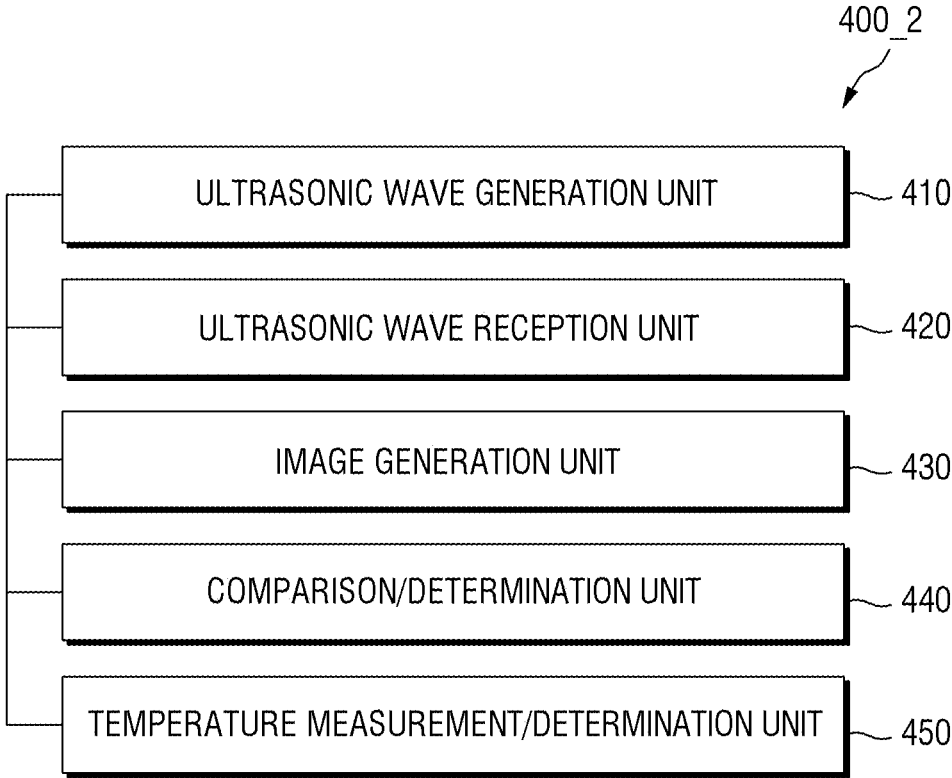 400_2
ULTRASONIC WAVE GENERATION UNIT 410
ULTRASONIC WAVE RECEPTION UNIT 420
IMAGE GENERATION UNIT 430
COMPARISON/DETERMINATION UNIT 440
TEMPERATURE MEASUREMENT/DETERMINATION UNIT 450